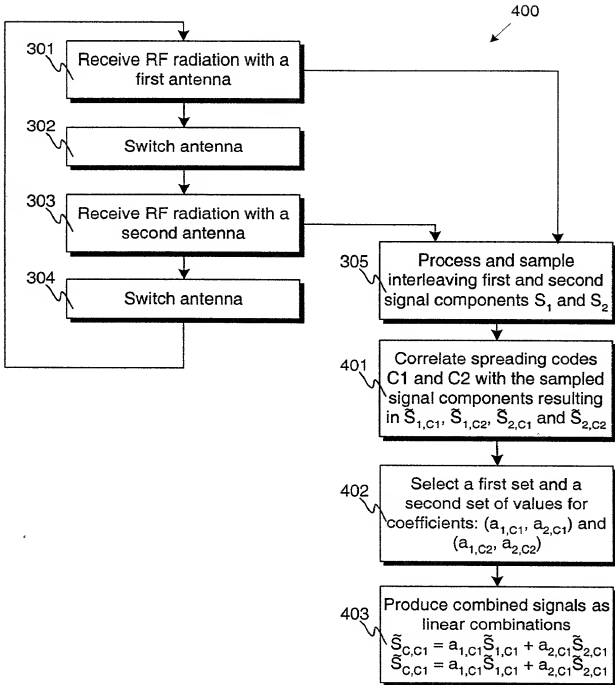 400
301
Receive RF radiation with a
first antenna
302
Switch antenna
303
Receive RF radiation with a
second antenna
304
Switch antenna
305
Process and sample
interleaving first and second
signal components S₁ and S₂
401
Correlate spreading codes
C1 and C2 with the sampled
signal components resulting
in S̃₁,C1, S̃₁,C2, S̃₂,C1 and S̃₂,C2
402
Select a first set and a
second set of values for
coefficients: (a₁,C1, a₂,C1) and
(a₁,C2, a₂,C2)
403
Produce combined signals as
linear combinations
S̃C,C1 = a₁,C1S̃₁,C1 + a₂,C1S̃₂,C1
S̃C,C1 = a₁,C1S̃₁,C1 + a₂,C1S̃₂,C1